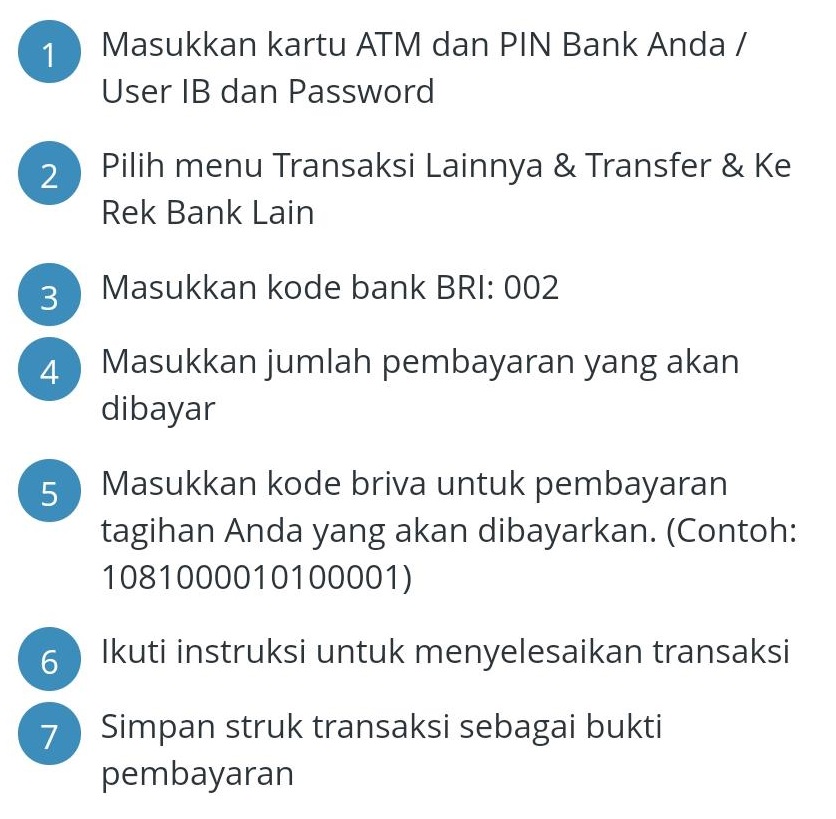 1 Masukkan kartu ATM dan PIN Bank Anda /
User IB dan Password
2 Pilih menu Transaksi Lainnya & Transfer & Ke
Rek Bank Lain
3 Masukkan kode bank BRI: 002
4 Masukkan jumlah pembayaran yang akan
dibayar
5 Masukkan kode briva untuk pembayaran
tagihan Anda yang akan dibayarkan. (Contoh:
1081000010100001)
6 Ikuti instruksi untuk menyelesaikan transaksi
7 Simpan struk transaksi sebagai bukti
pembayaran